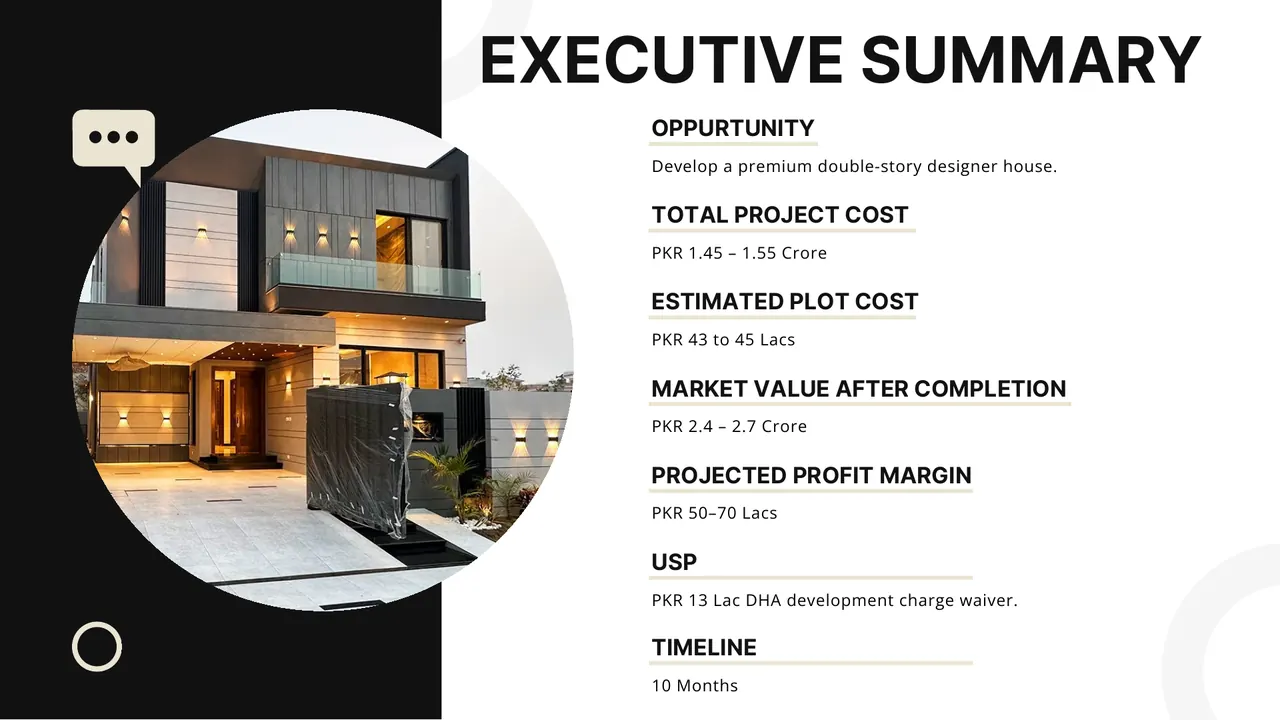 EXECUTIVE SUMMARY
OPPURTUNITY
Develop a premium double-story designer house.
TOTAL PROJECT COST
PKR 1.45 – 1.55 Crore
ESTIMATED PLOT COST
PKR 43 to 45 Lacs
MARKET VALUE AFTER COMPLETION
PKR 2.4 – 2.7 Crore
PROJECTED PROFIT MARGIN
PKR 50–70 Lacs
USP
PKR 13 Lac DHA development charge waiver.
TIMELINE
10 Months